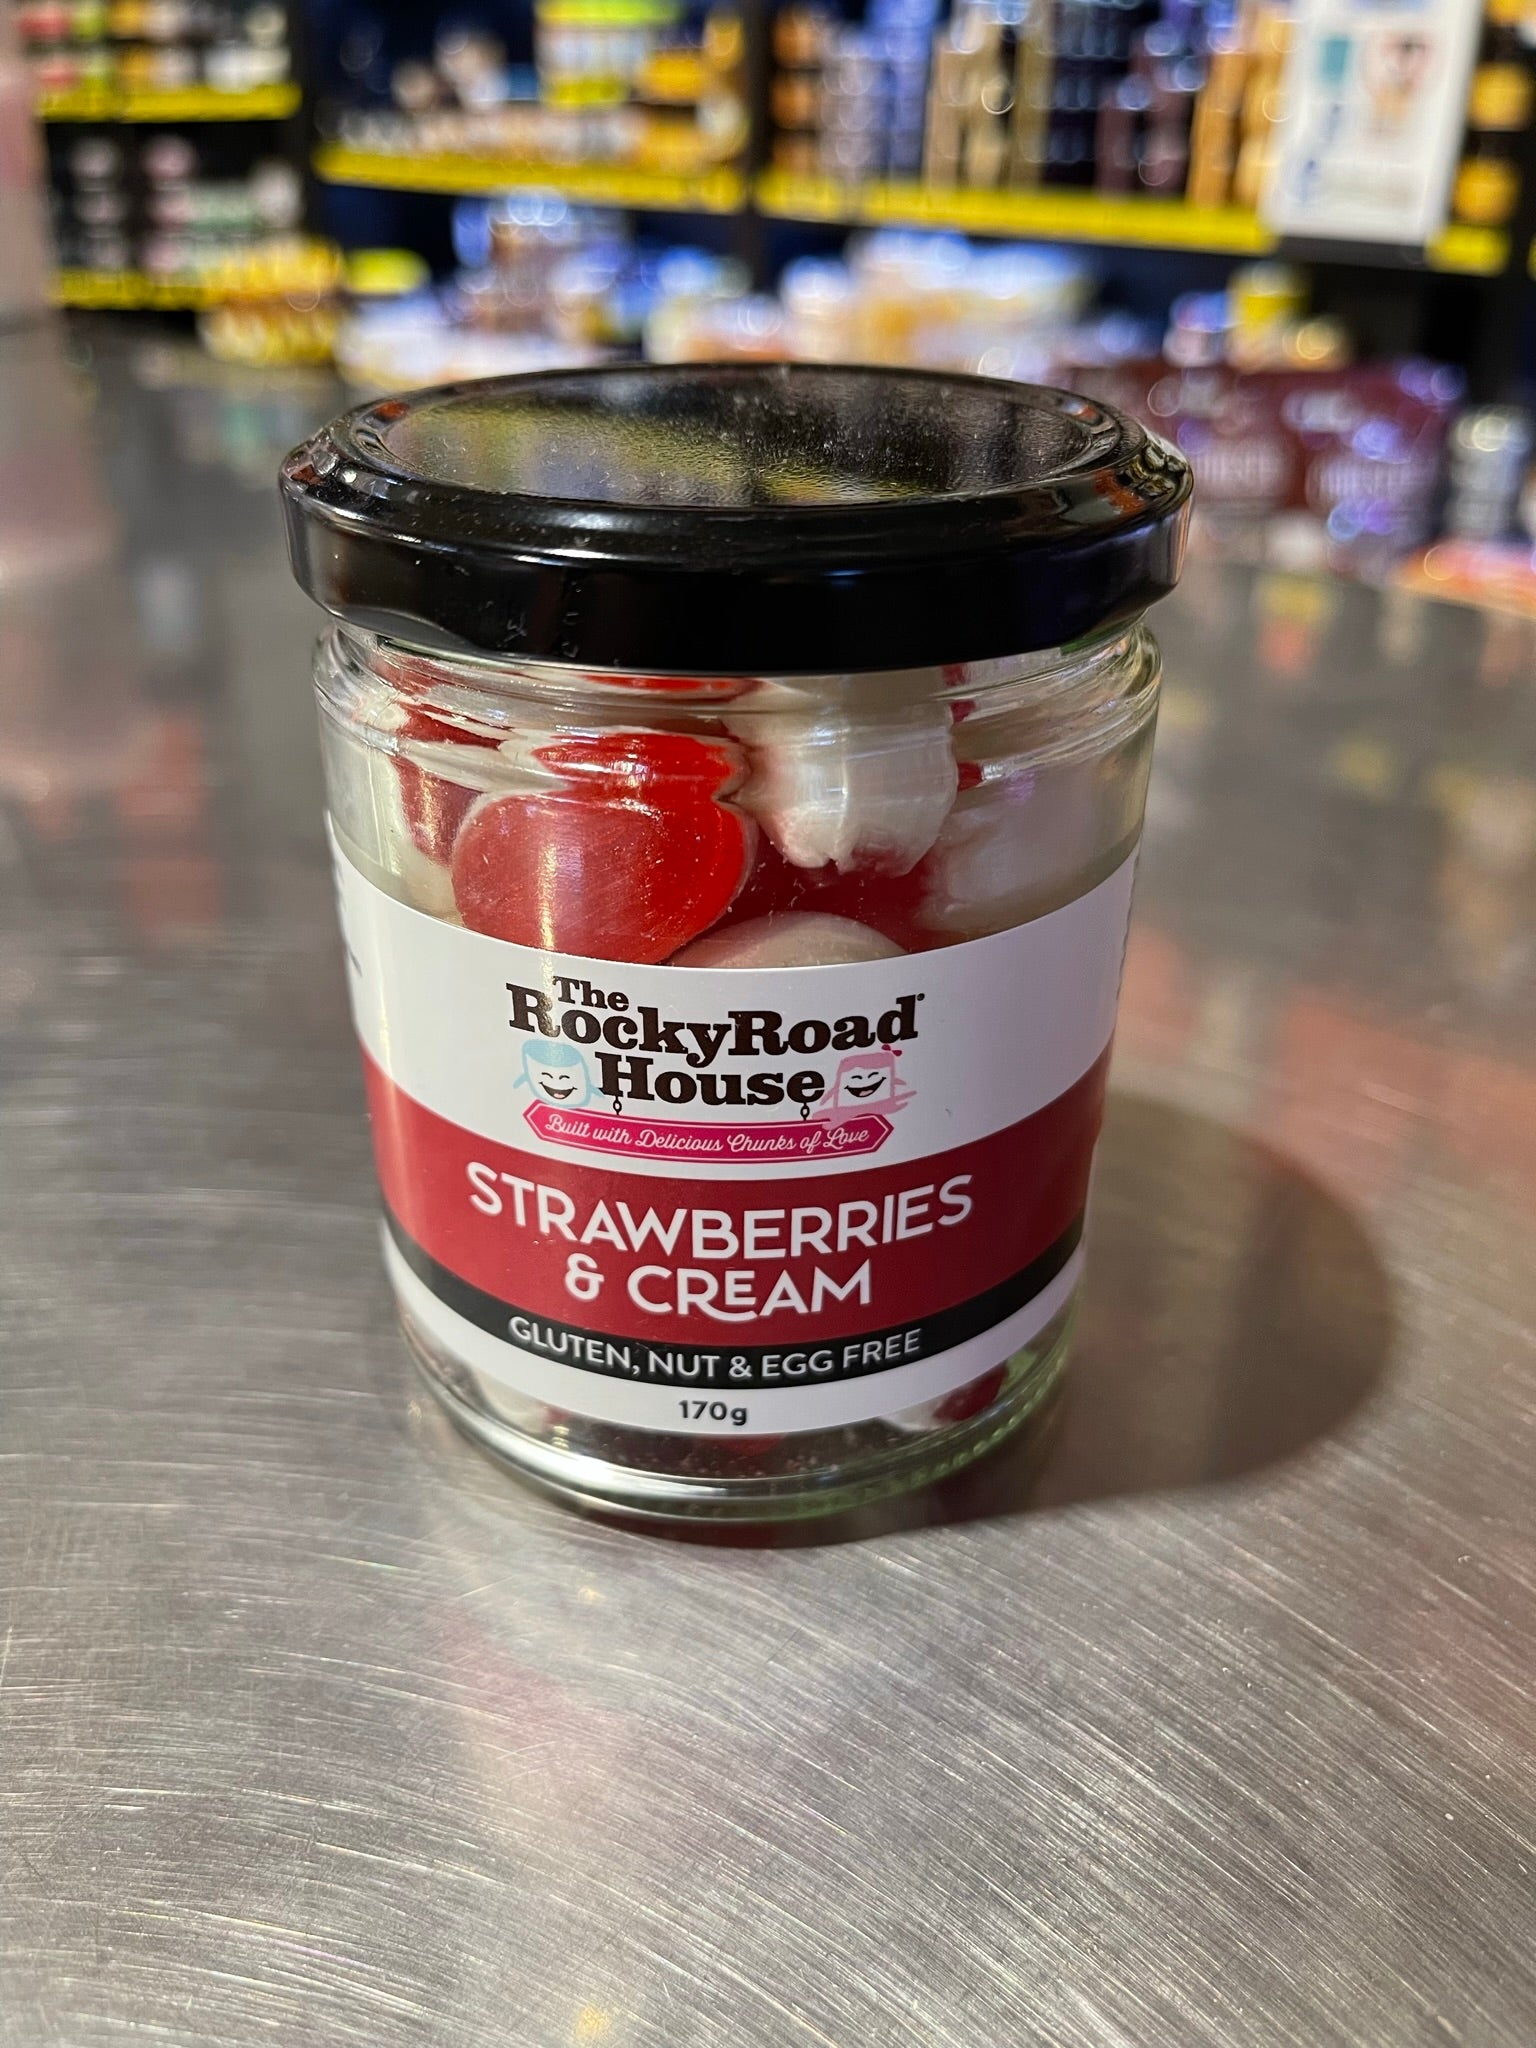 The
RockyRoad
House
Built with Delicious Chunks of Love
STRAWBERRIES
& CREAM
GLUTEN, NUT & EGG FREE
170g